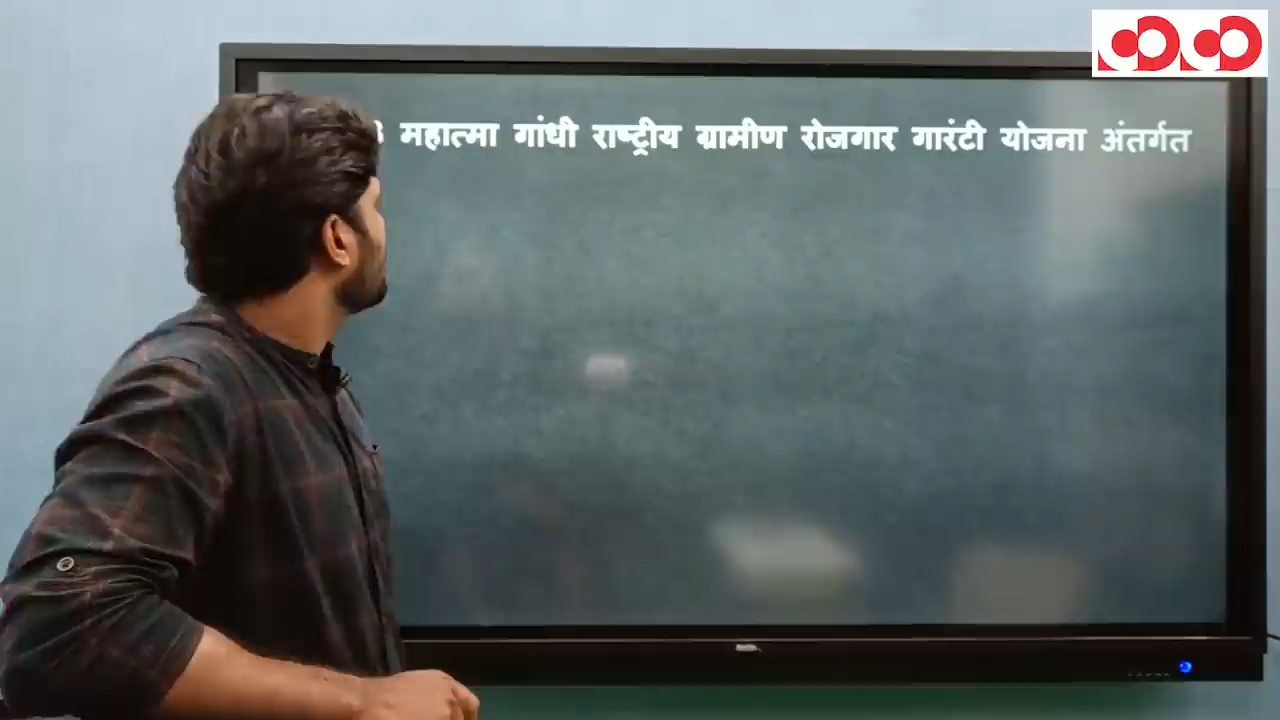 महात्मा गांधी राष्ट्रीय ग्रामीण रोजगार गारंटी योजना अंतर्गत